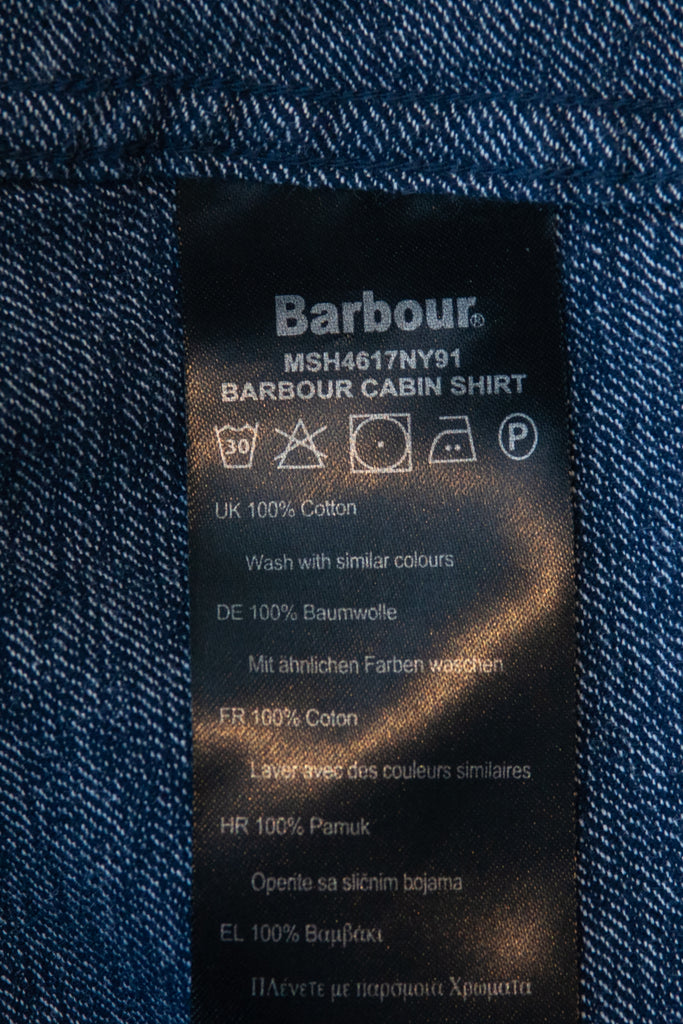 Barbour®
MSH4617NY91
BARBOUR CABIN SHIRT
30 P
UK 100% Cotton
Wash with similar colours
DE 100% Baumwolle
Mit ähnlichen Farben waschen
FR 100% Coton
Laver avec des couleurs similaires
HR 100% Pamuk
Operite sa sličnim bojama
EL 100% Βαμβάκι
Πλένετε με παρόμοιά Χρωματα